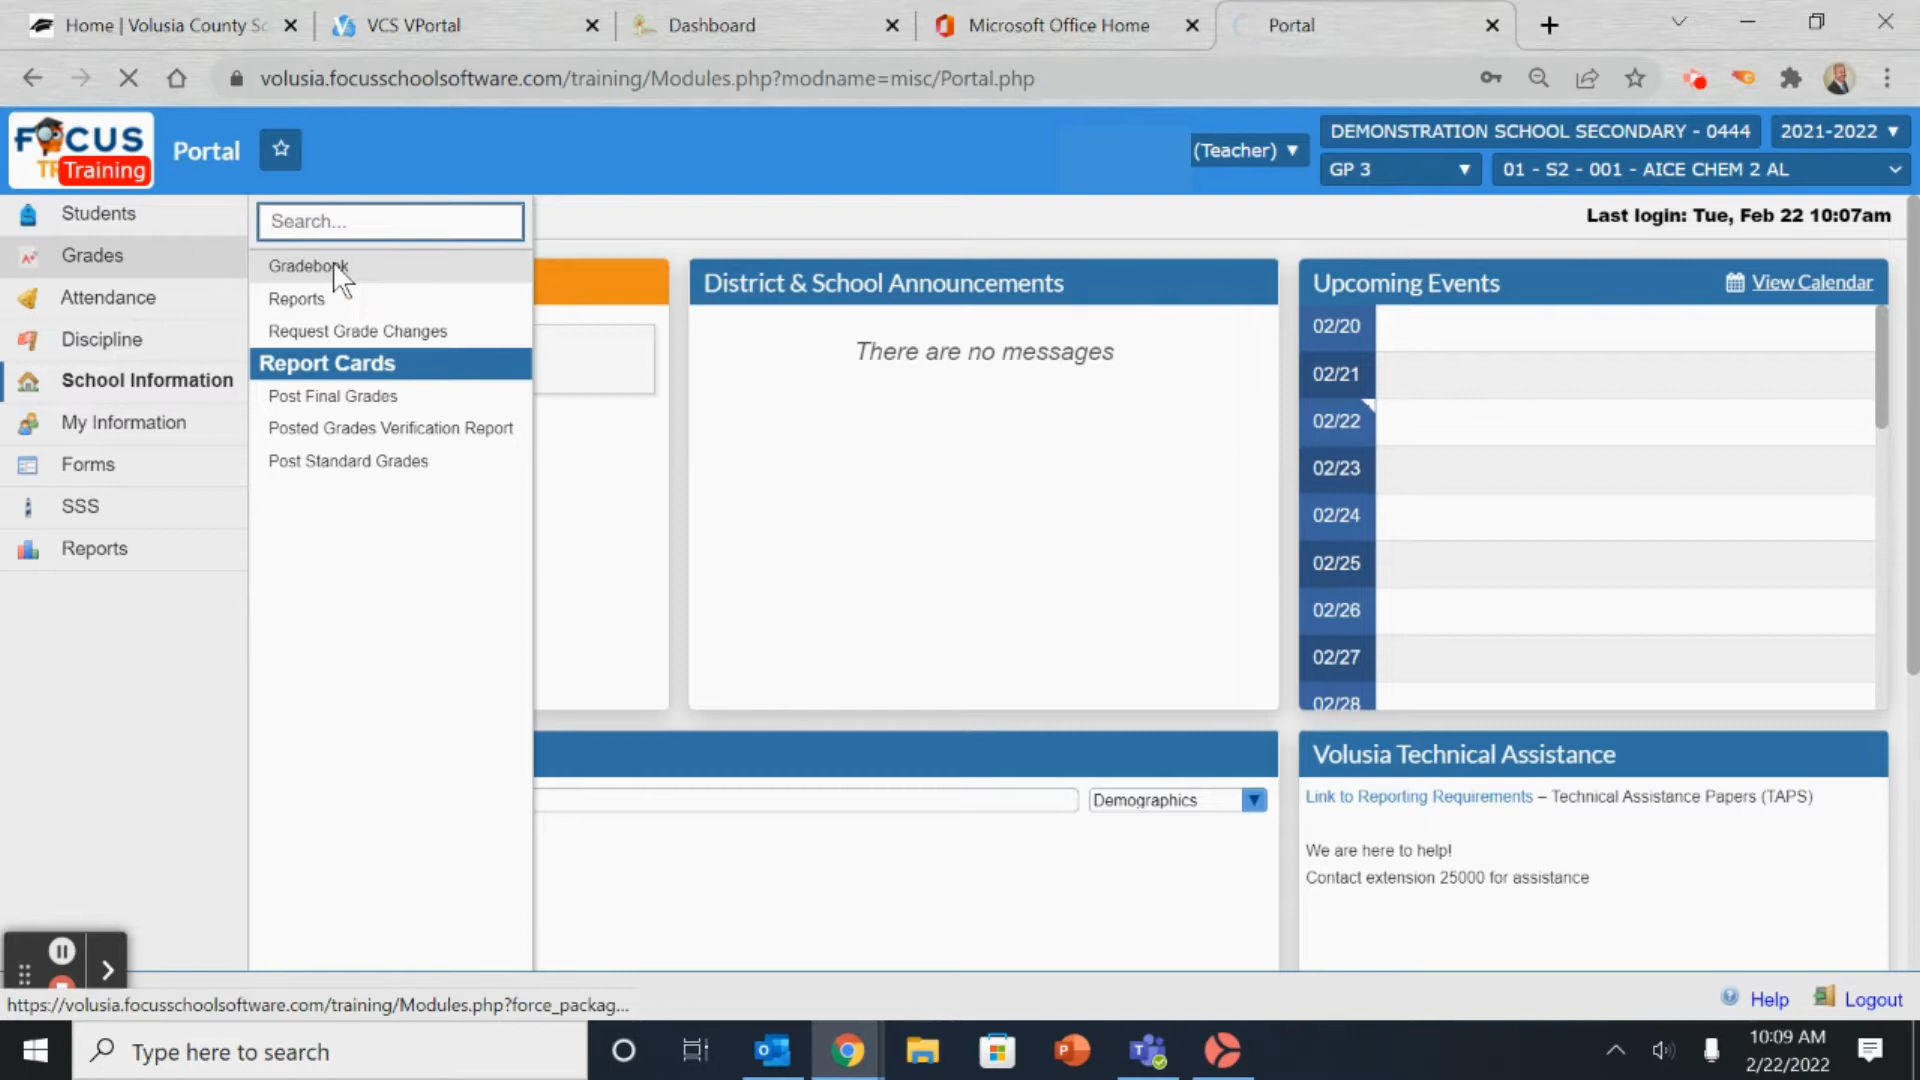 Home | Volusia County Sc
VCS VPortal
Dashboard
Microsoft Office Home
Portal
volusia.focusschoolsoftware.com/training/Modules.php?modname=misc/Portal.php
FOCUS
Training
Portal
(Teacher) ▼
DEMONSTRATION SCHOOL SECONDARY - 0444
2021-2022 ▼
GP 3
01 - S2 - 001 - AICE CHEM 2 AL
Last login: Tue, Feb 22 10:07am
Students
Grades
Attendance
Discipline
School Information
My Information
Forms
SSS
Reports
Search...
Gradebook
Reports
Request Grade Changes
Report Cards
Post Final Grades
Posted Grades Verification Report
Post Standard Grades
District & School Announcements
There are no messages
Upcoming Events
View Calendar
02/20
02/21
02/22
02/23
02/24
02/25
02/26
02/27
02/28
Demographics
Volusia Technical Assistance
Link to Reporting Requirements – Technical Assistance Papers (TAPS)
We are here to help!
Contact extension 25000 for assistance
https://volusia.focusschoolsoftware.com/training/Modules.php?force_packag...
Help
Logout
Type here to search
10:09 AM
2/22/2022